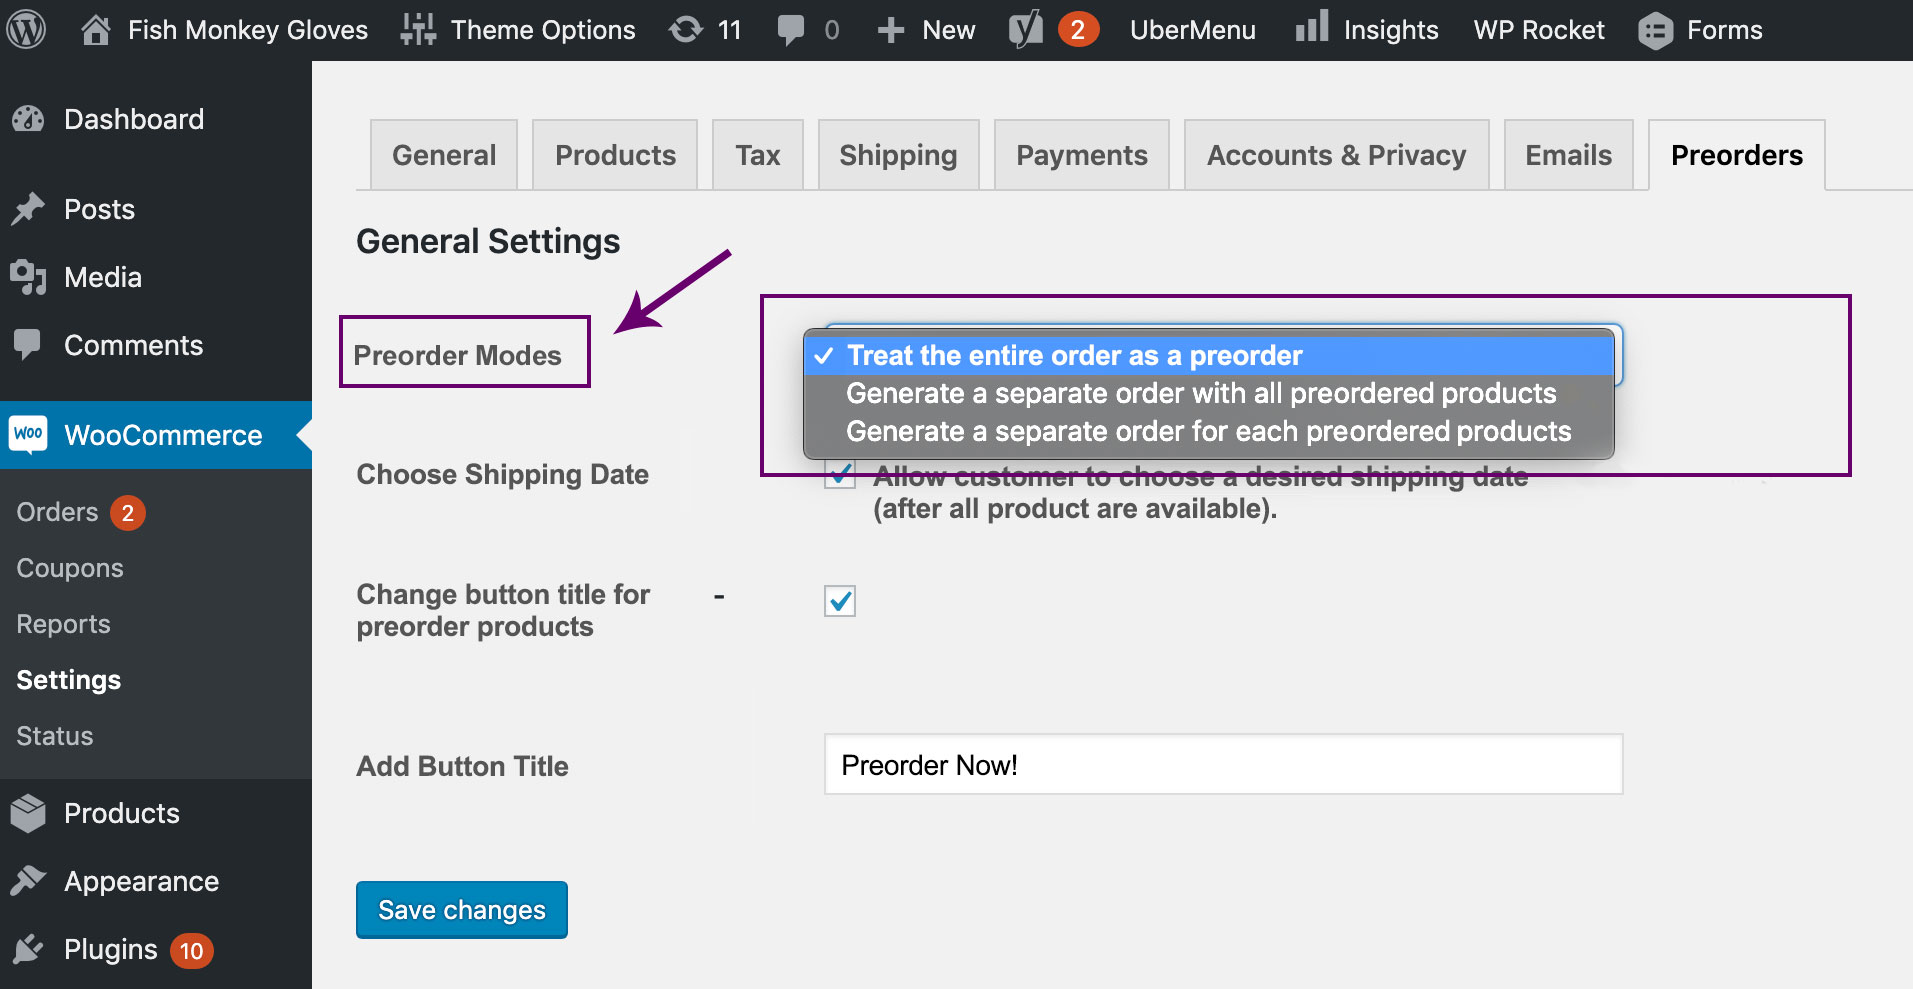 Fish Monkey Gloves Theme Options 11 0 New 2 UberMenu Insights WP Rocket Forms
Dashboard
Posts
Media
Comments
Woo WooCommerce
Orders 2
Coupons
Reports
Settings
Status
Products
Appearance
Plugins 10
General Products Tax Shipping Payments Accounts & Privacy Emails Preorders
General Settings
Preorder Modes
Treat the entire order as a preorder
Generate a separate order with all preordered products
Generate a separate order for each preordered products
Choose Shipping Date
Allow customer to choose a desired shipping date
(after all product are available).
Change button title for -
preorder products
Add Button Title
Preorder Now!
Save changes